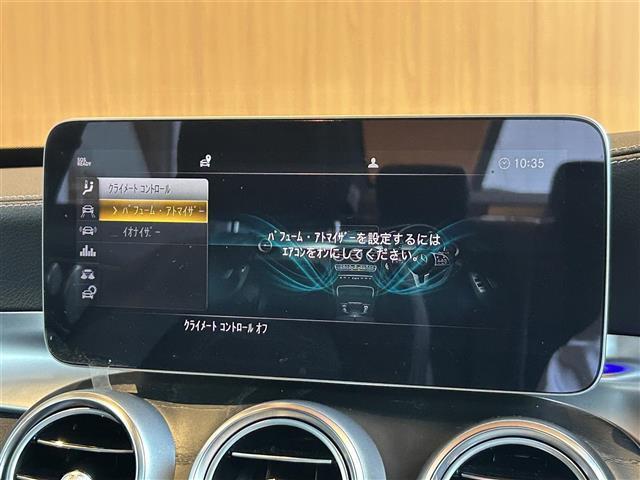 SOS
READY
10:35
クライメート コントロール
> パフューム・アトマイザー
イオナイザー
パフューム・アトマイザーを設定するには
エアコンをオンにしてください。
クライメート コントロール オフ